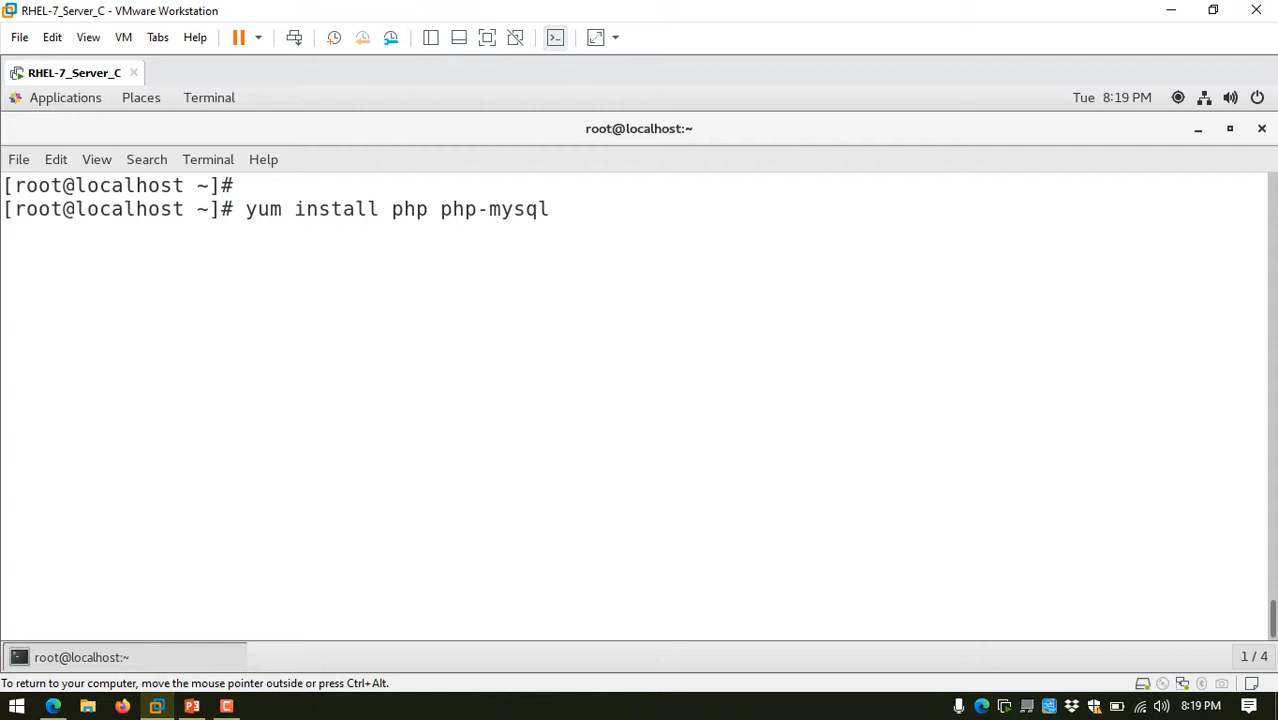 RHEL-7_Server_C - VMware Workstation
File Edit View VM Tabs Help
RHEL-7_Server_C
Applications Places Terminal Tue 8:19 PM
root@localhost:~
File Edit View Search Terminal Help
[root@localhost ~]#
[root@localhost ~]# yum install php php-mysql
root@localhost:~ 1 / 4
To return to your computer, move the mouse pointer outside or press Ctrl+Alt.
8:19 PM